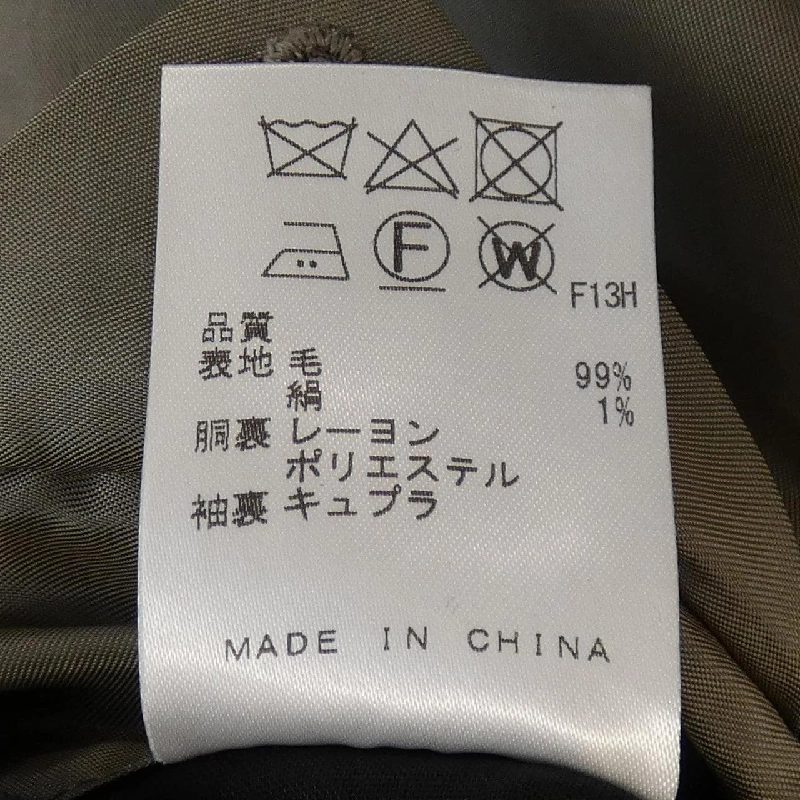 F W
F13H
品質
表地 毛 99%
絹 1%
胴裏 レーヨン
ポリエステル
袖裏 キュプラ
MADE IN CHINA